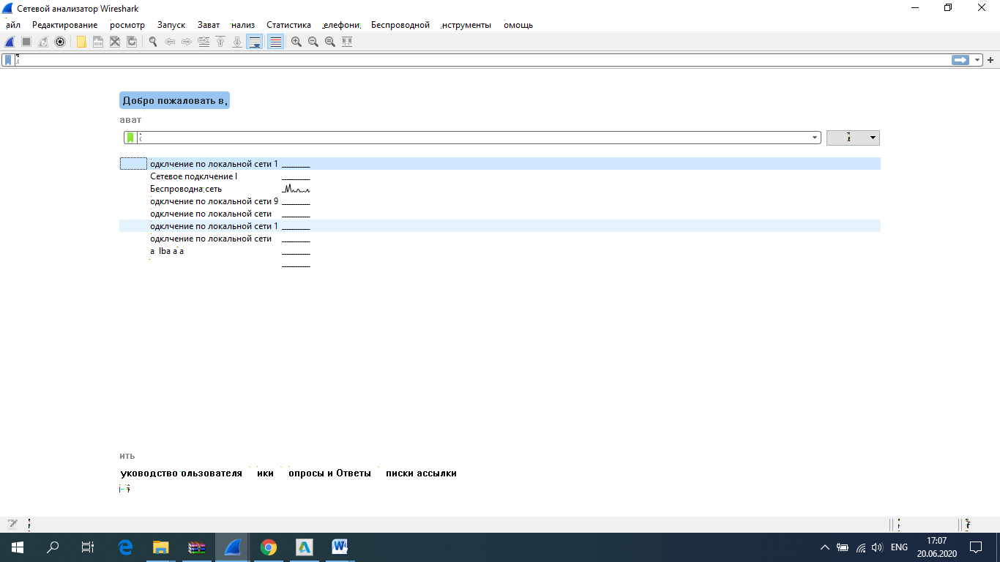 Сетевой анализатор Wireshark
айл Редактирование росмотр Запуск Зават нализ Статистика елефони Беспроводной нструменты омощь
Добро пожаловать в
ават
одклчение по локальной сети 1
Сетевое подклчение I
Беспроводна сеть
одклчение по локальной сети 9
одклчение по локальной сети
одклчение по локальной сети 1
одклчение по локальной сети
a Iba a a
ить
уководство ользователя ики опросы и Ответы писки ассылки
ENG
17:07
20.06.2020